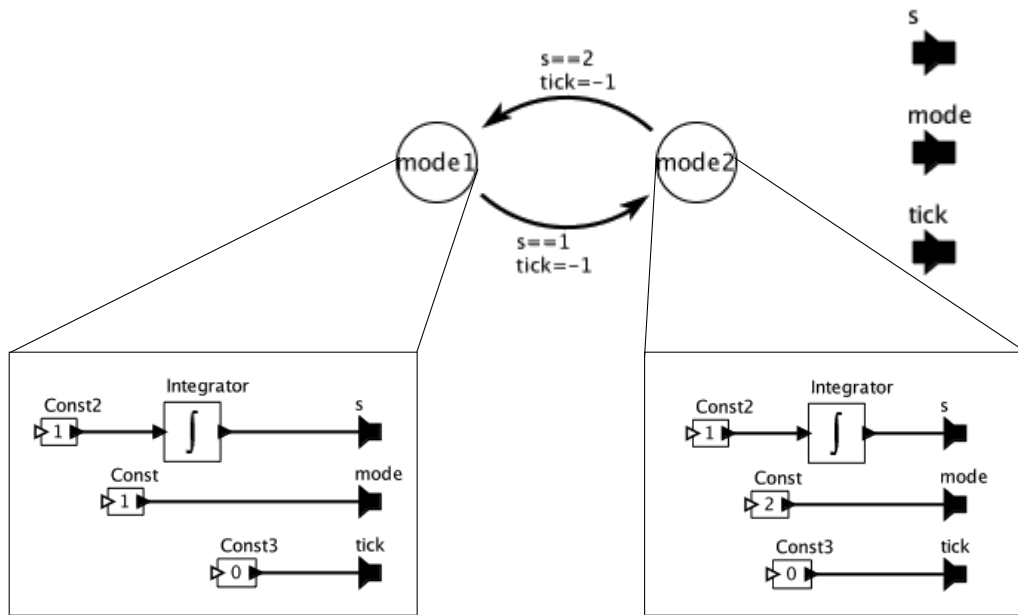 s
s==2
tick=-1
mode
mode1
mode2
tick
s==1
tick=-1
Integrator
Const2
s
1
∫
Const
mode
1
Const3
tick
0
Integrator
Const2
s
1
∫
Const
mode
2
Const3
tick
0